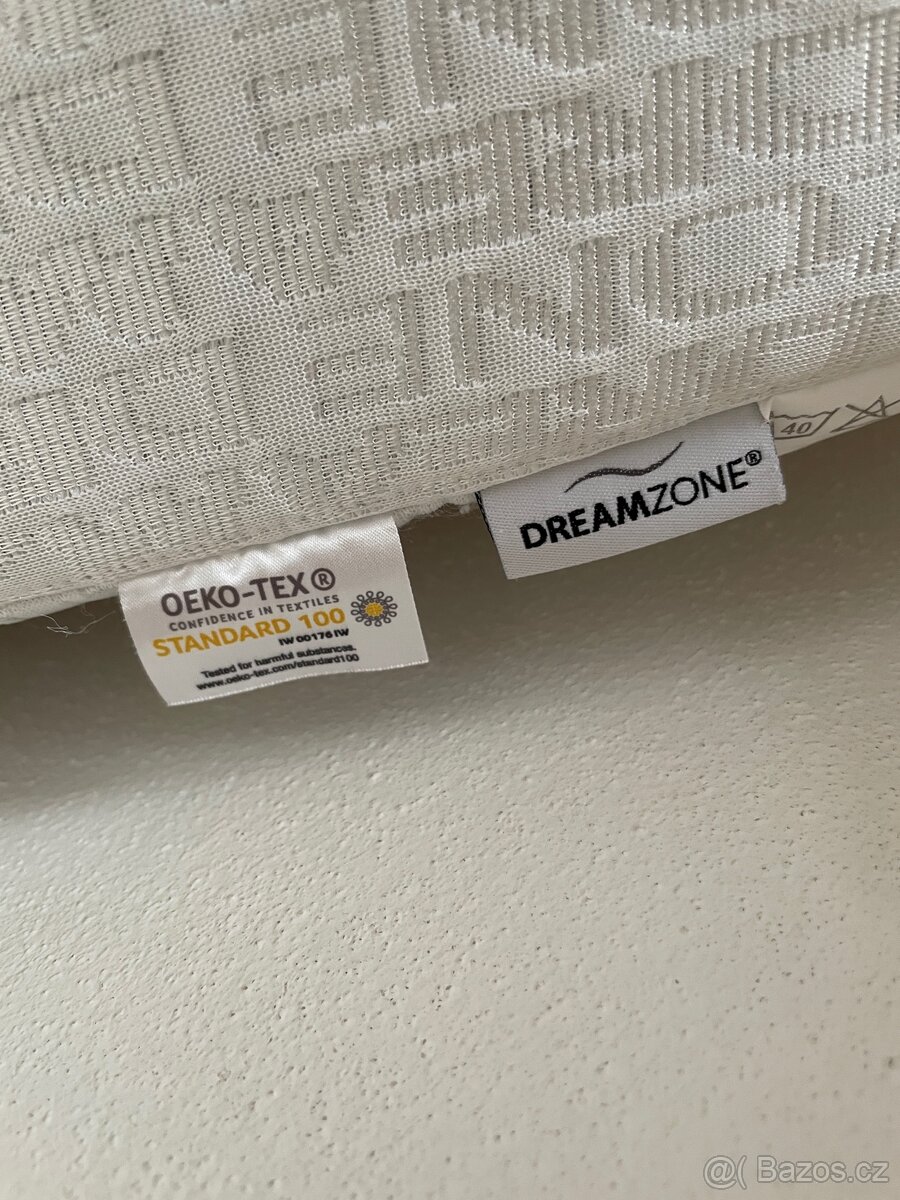 40
DREAMZONE®
OEKO-TEX®
CONFIDENCE IN TEXTILES
STANDARD 100
IW 00176 IW
Tested for harmful substances.
www.oeko-tex.com/standard100
@( Bazos.cz